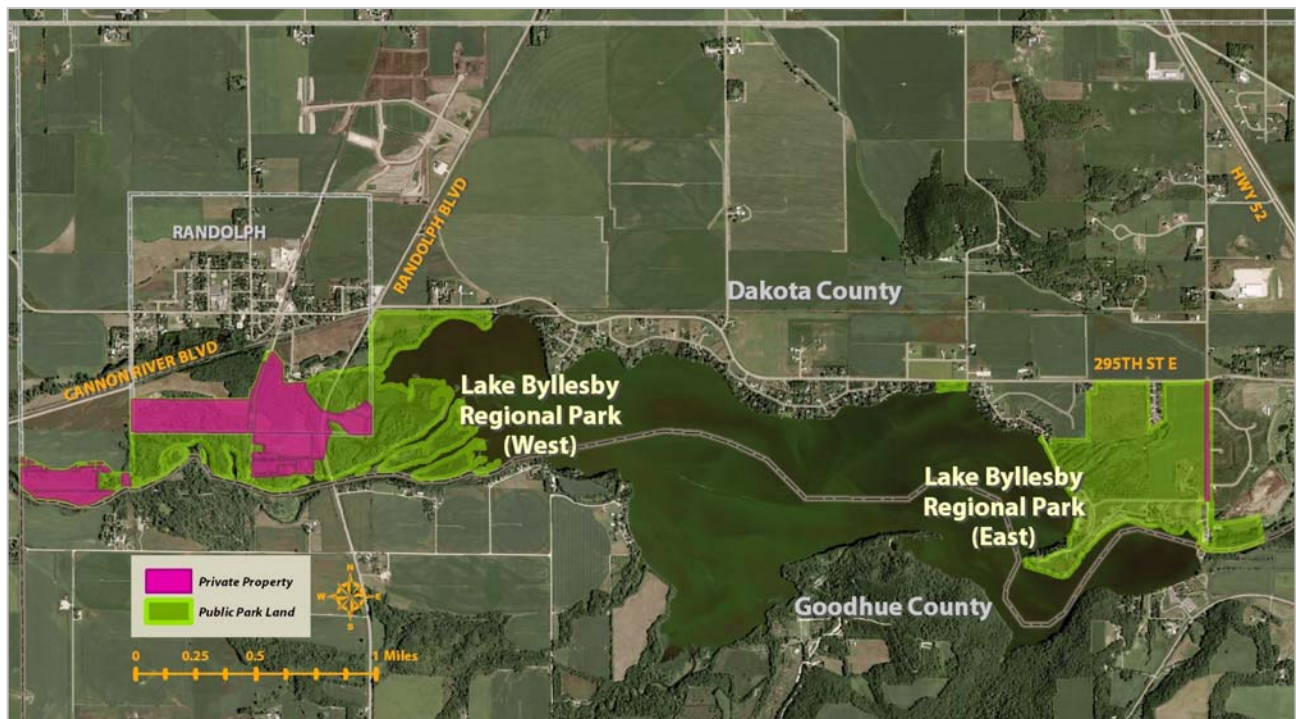 HWY 52
RANDOLPH
RANDOLPH BLVD
Dakota County
CANNON RIVER BLVD
295TH ST E
Lake Byllesby
Regional Park
(West)
Lake Byllesby
Regional Park
(East)
Goodhue County
Private Property
Public Park Land
N
W E
S
0 0.25 0.5 1 Miles